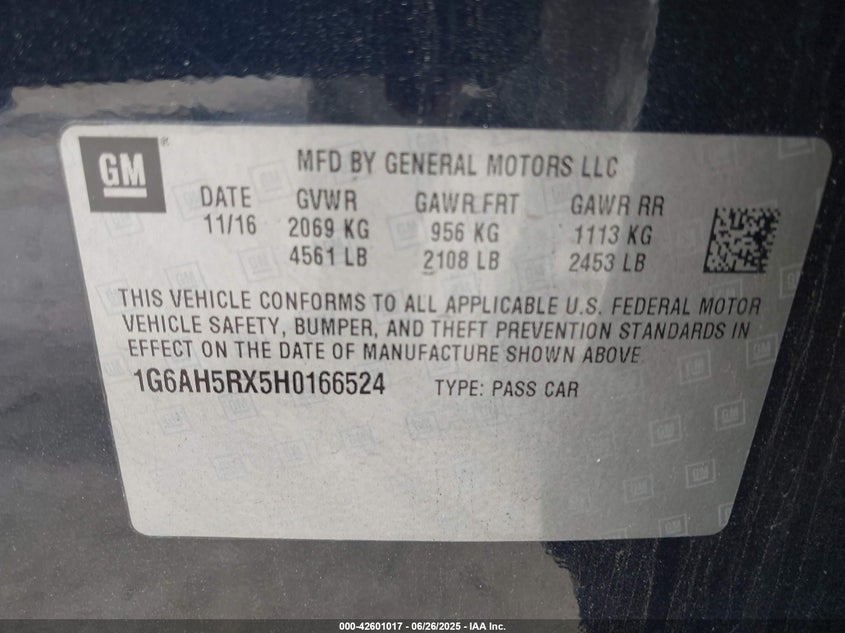 GM
MFD BY GENERAL MOTORS LLC
DATE GVWR GAWR FRT GAWR RR
11/16 2069 KG 956 KG 1113 KG
4561 LB 2108 LB 2453 LB
THIS VEHICLE CONFORMS TO ALL APPLICABLE U.S. FEDERAL MOTOR
VEHICLE SAFETY, BUMPER, AND THEFT PREVENTION STANDARDS IN
EFFECT ON THE DATE OF MANUFACTURE SHOWN ABOVE.
1G6AH5RX5H0166524 TYPE: PASS CAR
000-42601017 - 06/26/2025 - IAA Inc.